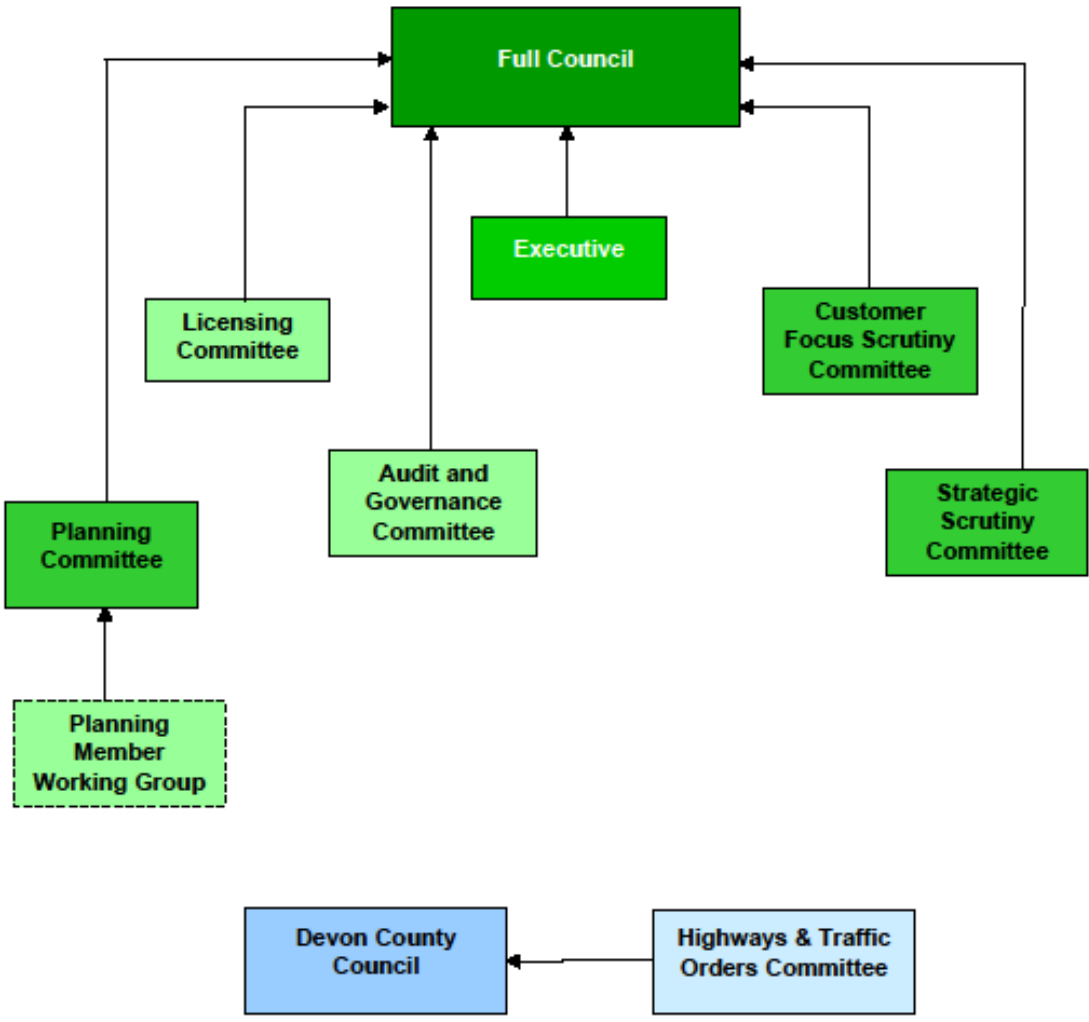 Full Council
Executive
Licensing
Committee
Customer
Focus Scrutiny
Committee
Audit and
Governance
Committee
Strategic
Scrutiny
Committee
Planning
Committee
Planning
Member
Working Group
Devon County
Council
Highways & Traffic
Orders Committee